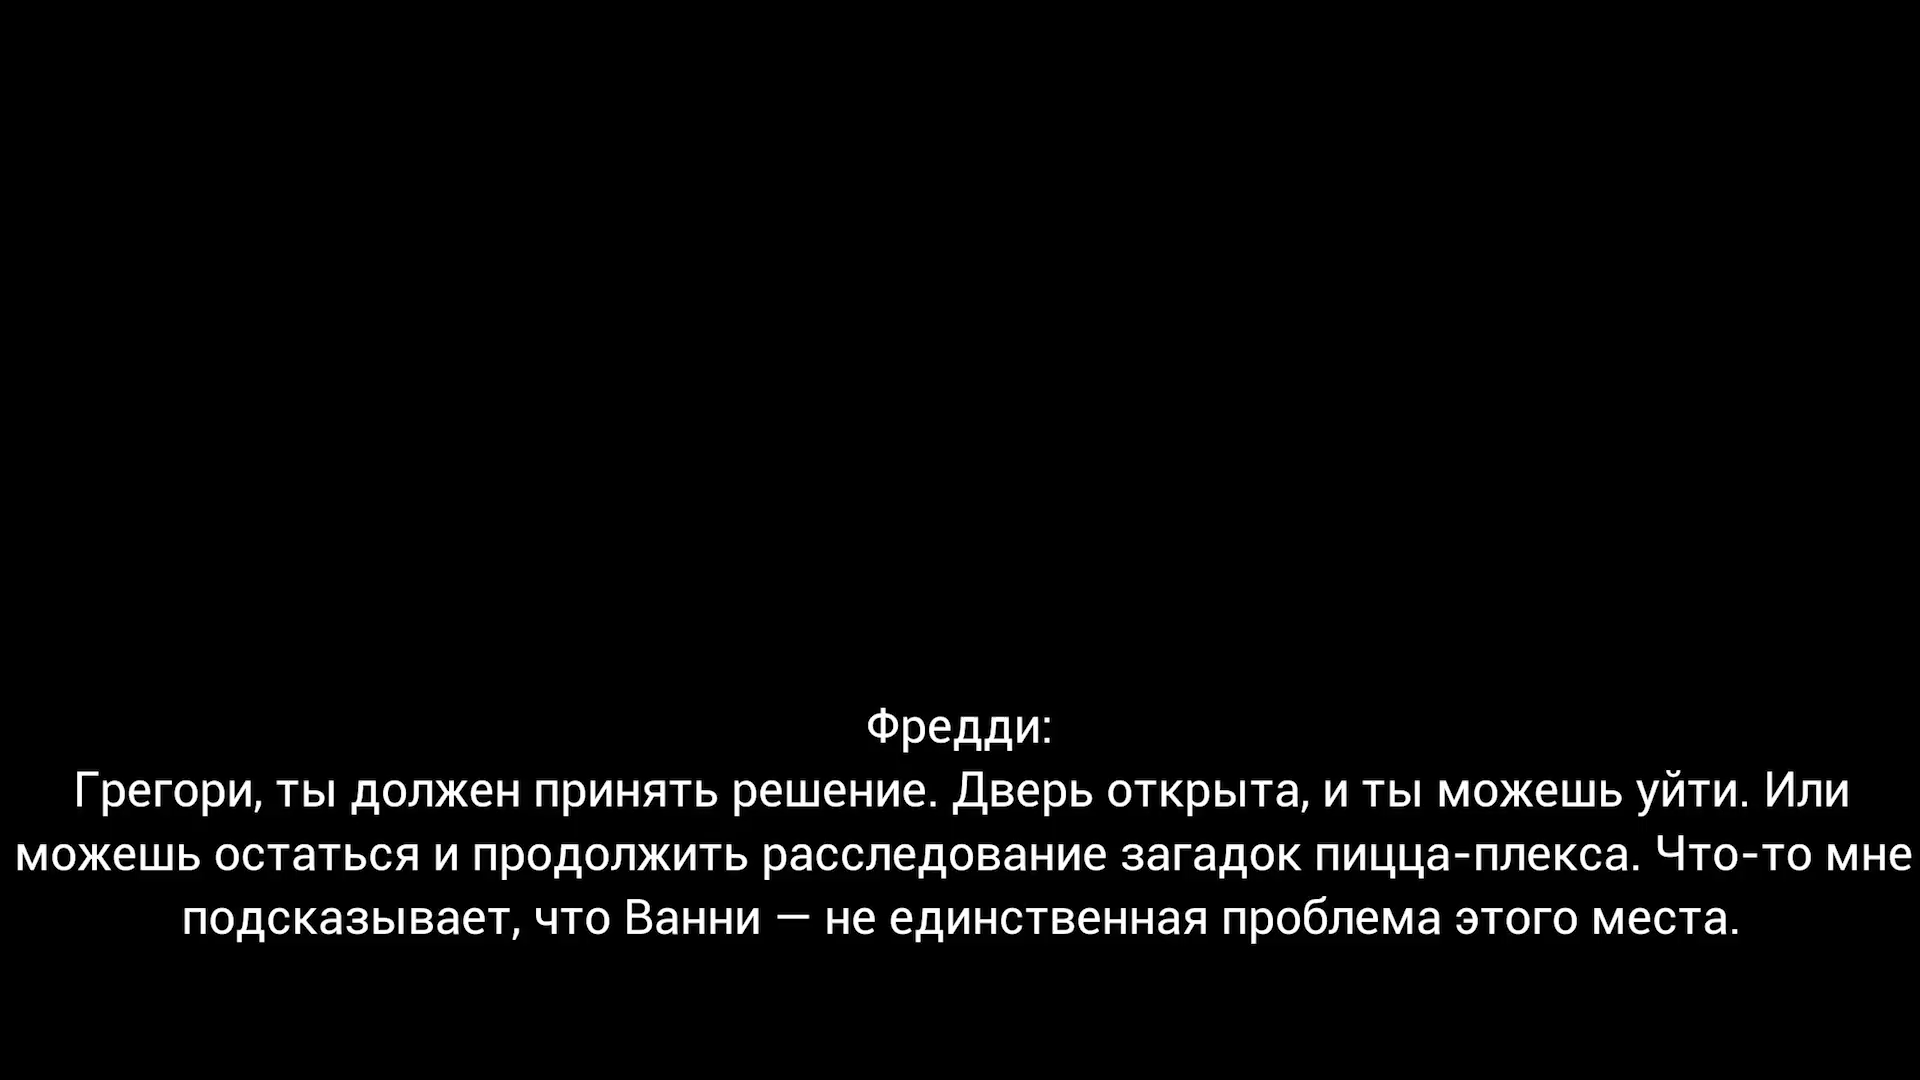 Фредди:
Грегори, ты должен принять решение. Дверь открыта, и ты можешь уйти. Или
можешь остаться и продолжить расследование загадок пицца-плекса. Что-то мне
подсказывает, что Ванни — не единственная проблема этого места.